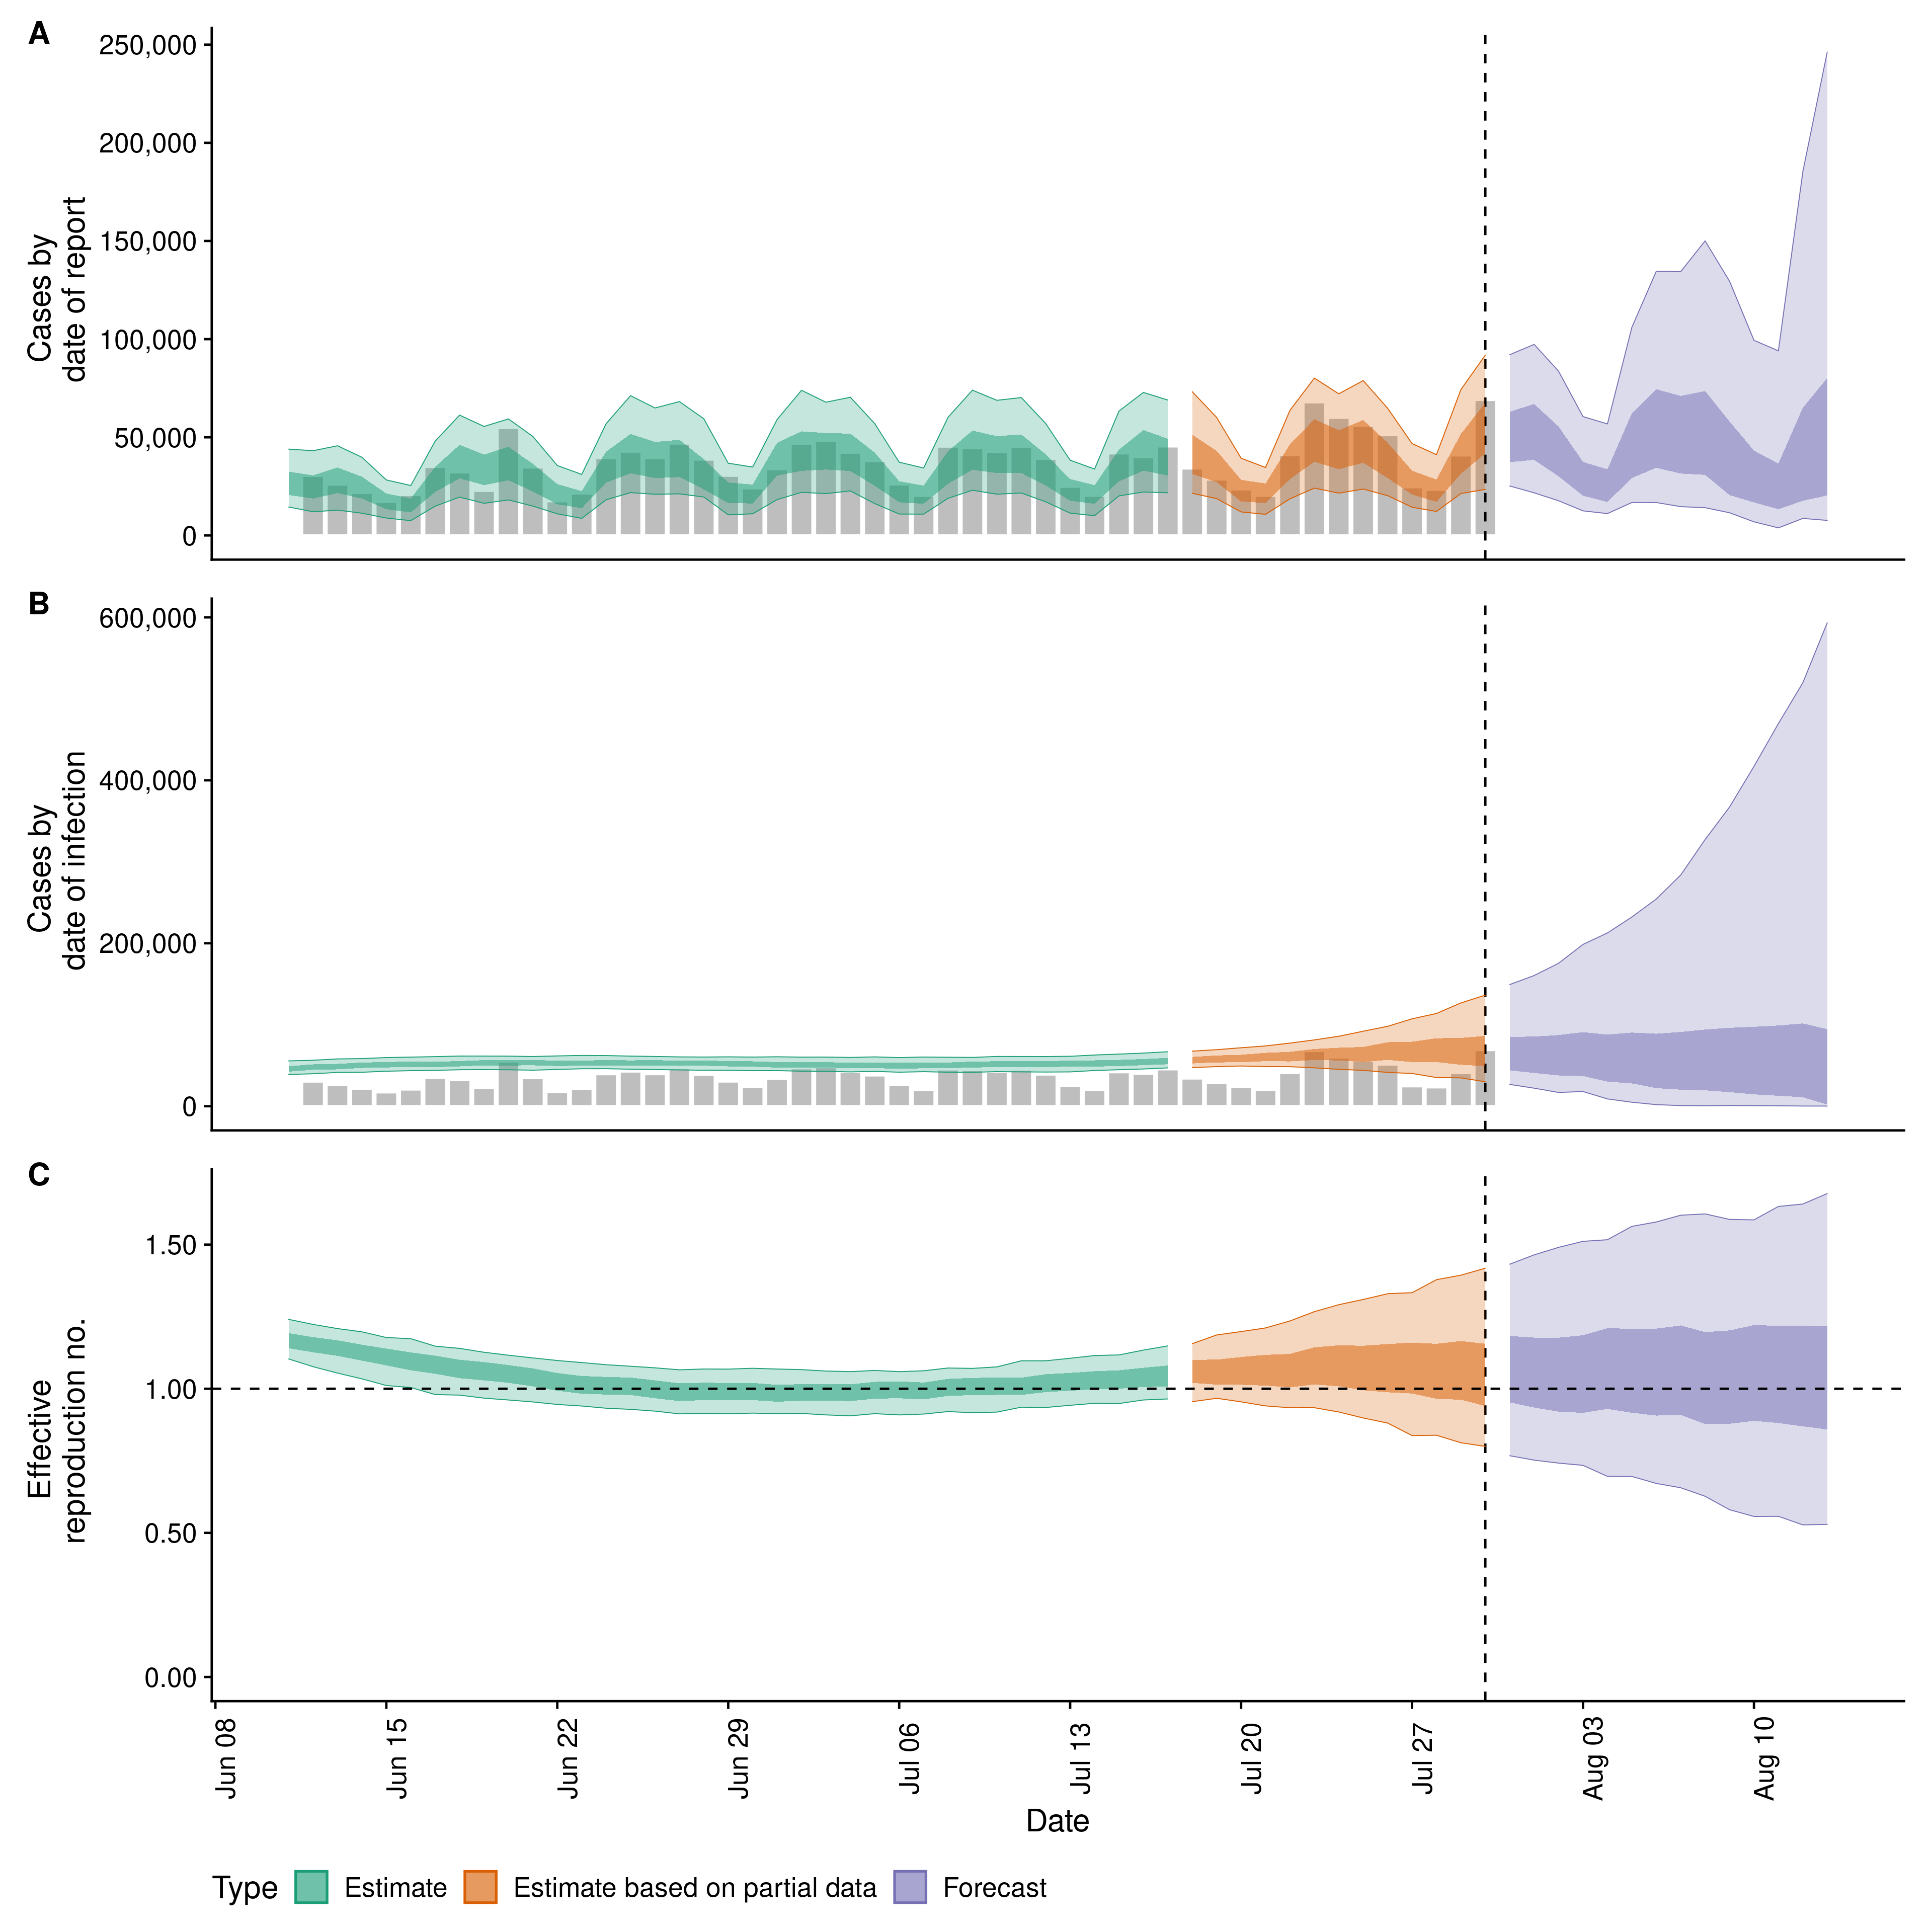 A
250,000
200,000
150,000
100,000
50,000
0
Cases by
date of report
B
600,000
400,000
200,000
0
Cases by
date of infection
C
1.50
1.00
0.50
0.00
Effective
reproduction no.
Jun 08
Jun 15
Jun 22
Jun 29
Jul 06
Jul 13
Jul 20
Jul 27
Aug 03
Aug 10
Date
Type Estimate Estimate based on partial data Forecast